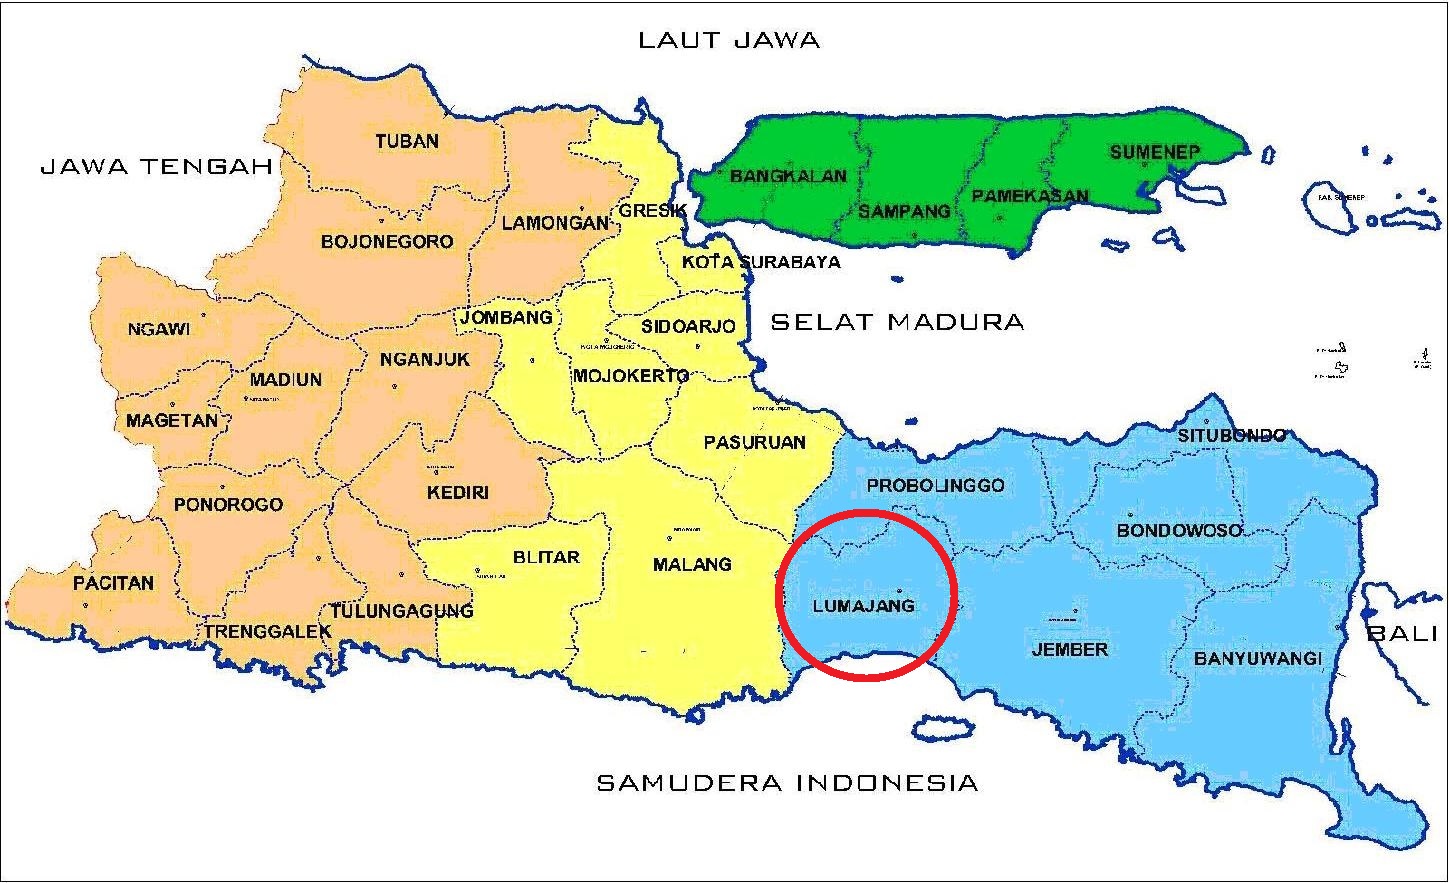 LAUT JAWA
JAWA TENGAH
TUBAN
BOJONEGORO
LAMONGAN
GRESIK
BANGKALAN
SAMPANG
PAMEKASAN
SUMENEP
KAB. SUMENEP
KOTA SURABAYA
NGAWI
MADIUN
NGANJUK
JOMBANG
SIDOARJO
SELAT MADURA
MOJOKERTO
MAGETAN
PASURUAN
SITUBONDO
PONOROGO
KEDIRI
PROBOLINGGO
BONDOWOSO
PACITAN
BLITAR
MALANG
LUMAJANG
TRENGGALEK
TULUNGAGUNG
JEMBER
BANYUWANGI
BALI
SAMUDERA INDONESIA